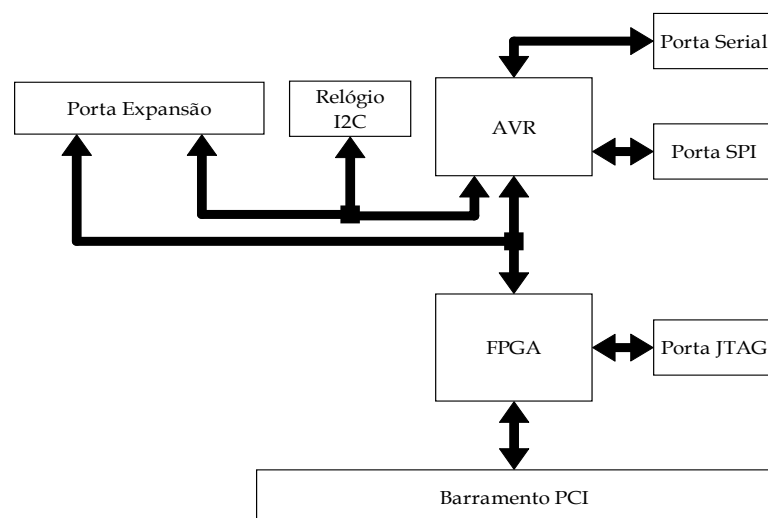 Porta Serial
Porta Expansão
Relógio
I2C
AVR
Porta SPI
FPGA
Porta JTAG
Barramento PCI